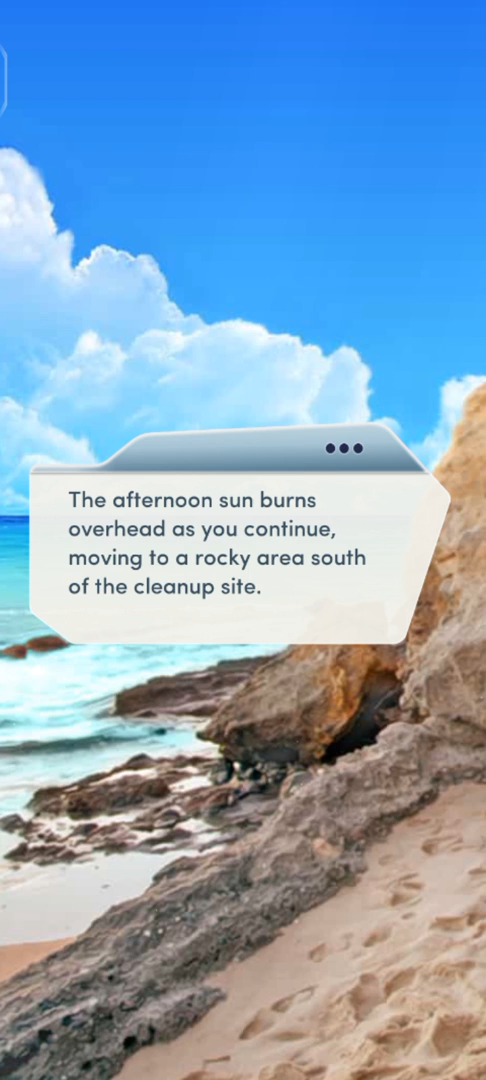 The afternoon sun burns
overhead as you continue,
moving to a rocky area south
of the cleanup site.